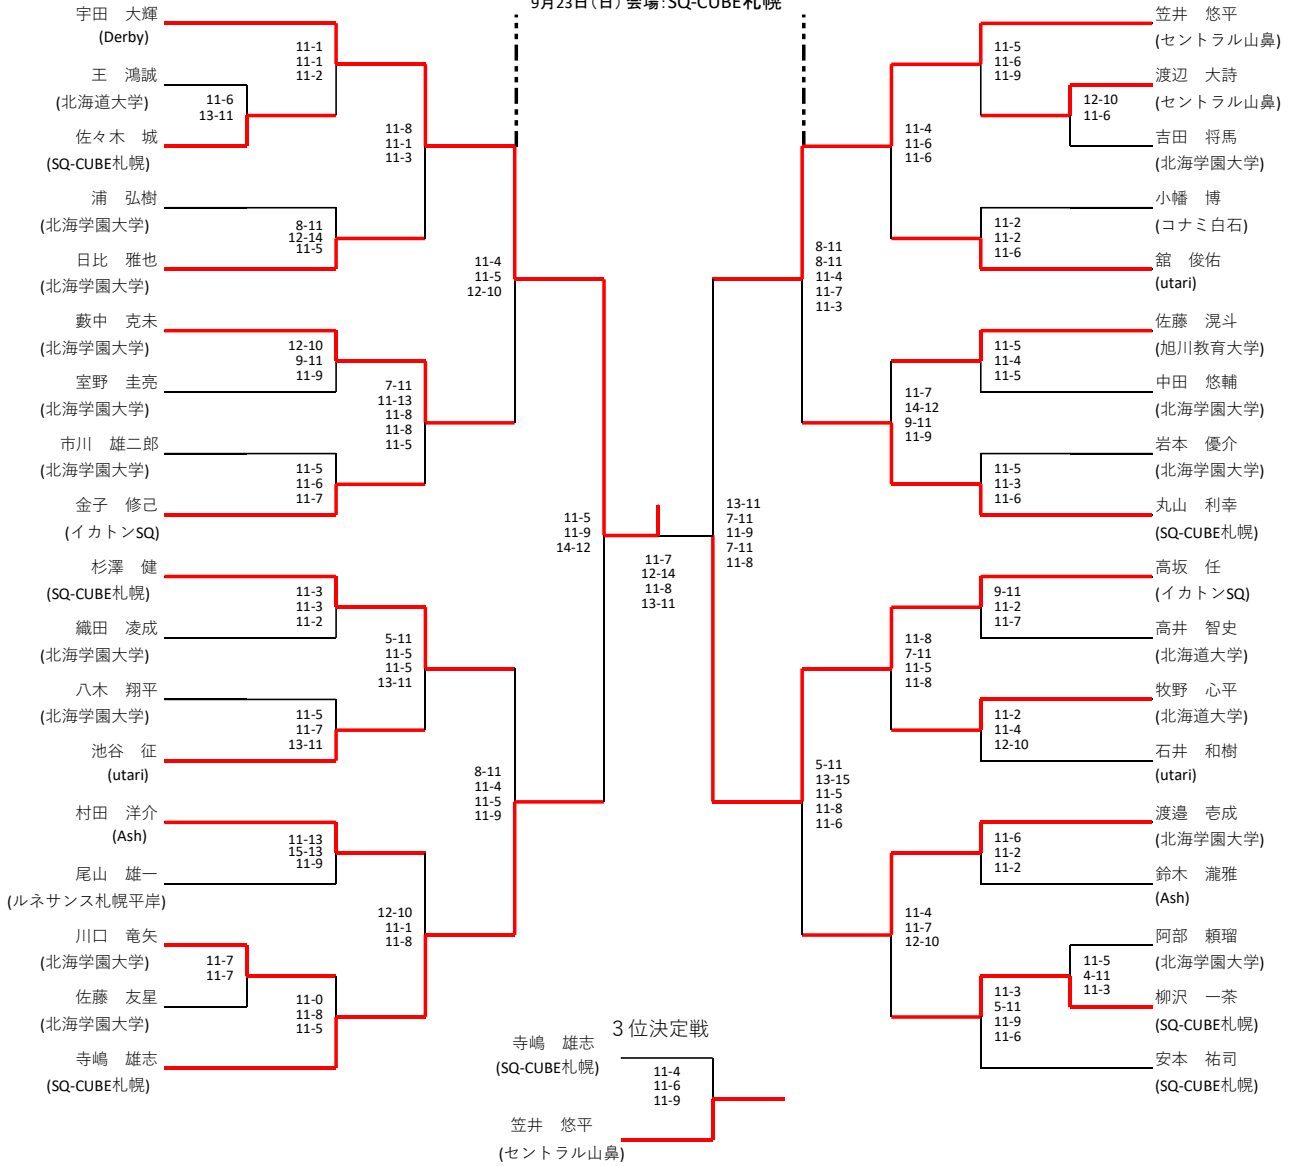 9月23日(日) 会場:SQ-CUBE札幌
宇田　大輝
(Derby)
王　鴻誠
(北海道大学)
佐々木　城
(SQ-CUBE札幌)
浦　弘樹
(北海学園大学)
日比　雅也
(北海学園大学)
藪中　克未
(北海学園大学)
室野　圭亮
(北海学園大学)
市川　雄二郎
(北海学園大学)
金子　修己
(イカトンSQ)
杉澤　健
(SQ-CUBE札幌)
織田　凌成
(北海学園大学)
八木　翔平
(北海学園大学)
池谷　征
(utari)
村田　洋介
(Ash)
尾山　雄一
(ルネサンス札幌平岸)
川口　竜矢
(北海学園大学)
佐藤　友星
(北海学園大学)
寺嶋　雄志
(SQ-CUBE札幌)
11-6
13-11
11-7
11-7
11-1
11-1
11-2
8-11
12-14
11-5
12-10
9-11
11-9
11-5
11-6
11-7
11-3
11-3
11-2
11-5
11-7
13-11
11-13
15-13
11-9
11-0
11-8
11-5
11-8
11-1
11-3
7-11
11-13
11-8
11-8
11-5
5-11
11-5
11-5
13-11
12-10
11-1
11-8
11-4
11-5
12-10
8-11
11-4
11-5
11-9
11-5
11-9
14-12
11-7
12-14
11-8
13-11
13-11
7-11
11-9
7-11
11-8
8-11
8-11
11-4
11-7
11-3
5-11
13-15
11-5
11-8
11-6
11-4
11-6
11-6
11-7
14-12
9-11
11-9
11-8
7-11
11-5
11-8
11-4
11-7
12-10
11-5
11-6
11-9
11-2
11-2
11-6
11-5
11-4
11-5
11-5
11-3
11-6
9-11
11-2
11-7
11-2
11-4
12-10
11-6
11-2
11-2
11-3
5-11
11-9
11-6
12-10
11-6
11-5
4-11
11-3
笠井　悠平
(セントラル山鼻)
渡辺　大詩
(セントラル山鼻)
吉田　将馬
(北海学園大学)
小幡　博
(コナミ白石)
舘　俊佑
(utari)
佐藤　滉斗
(旭川教育大学)
中田　悠輔
(北海学園大学)
岩本　優介
(北海学園大学)
丸山　利幸
(SQ-CUBE札幌)
高坂　任
(イカトンSQ)
高井　智史
(北海道大学)
牧野　心平
(北海道大学)
石井　和樹
(utari)
渡邉　壱成
(北海学園大学)
鈴木　瀧雅
(Ash)
阿部　頼瑠
(北海学園大学)
柳沢　一茶
(SQ-CUBE札幌)
安本　祐司
(SQ-CUBE札幌)
３位決定戦
寺嶋　雄志
(SQ-CUBE札幌)
11-4
11-6
11-9
笠井　悠平
(セントラル山鼻)